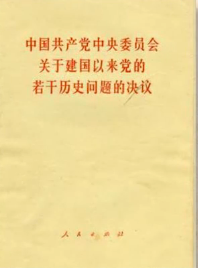 中国共产党中央委员会
关于建国以来党的
若干历史问题的决议
人民出版社